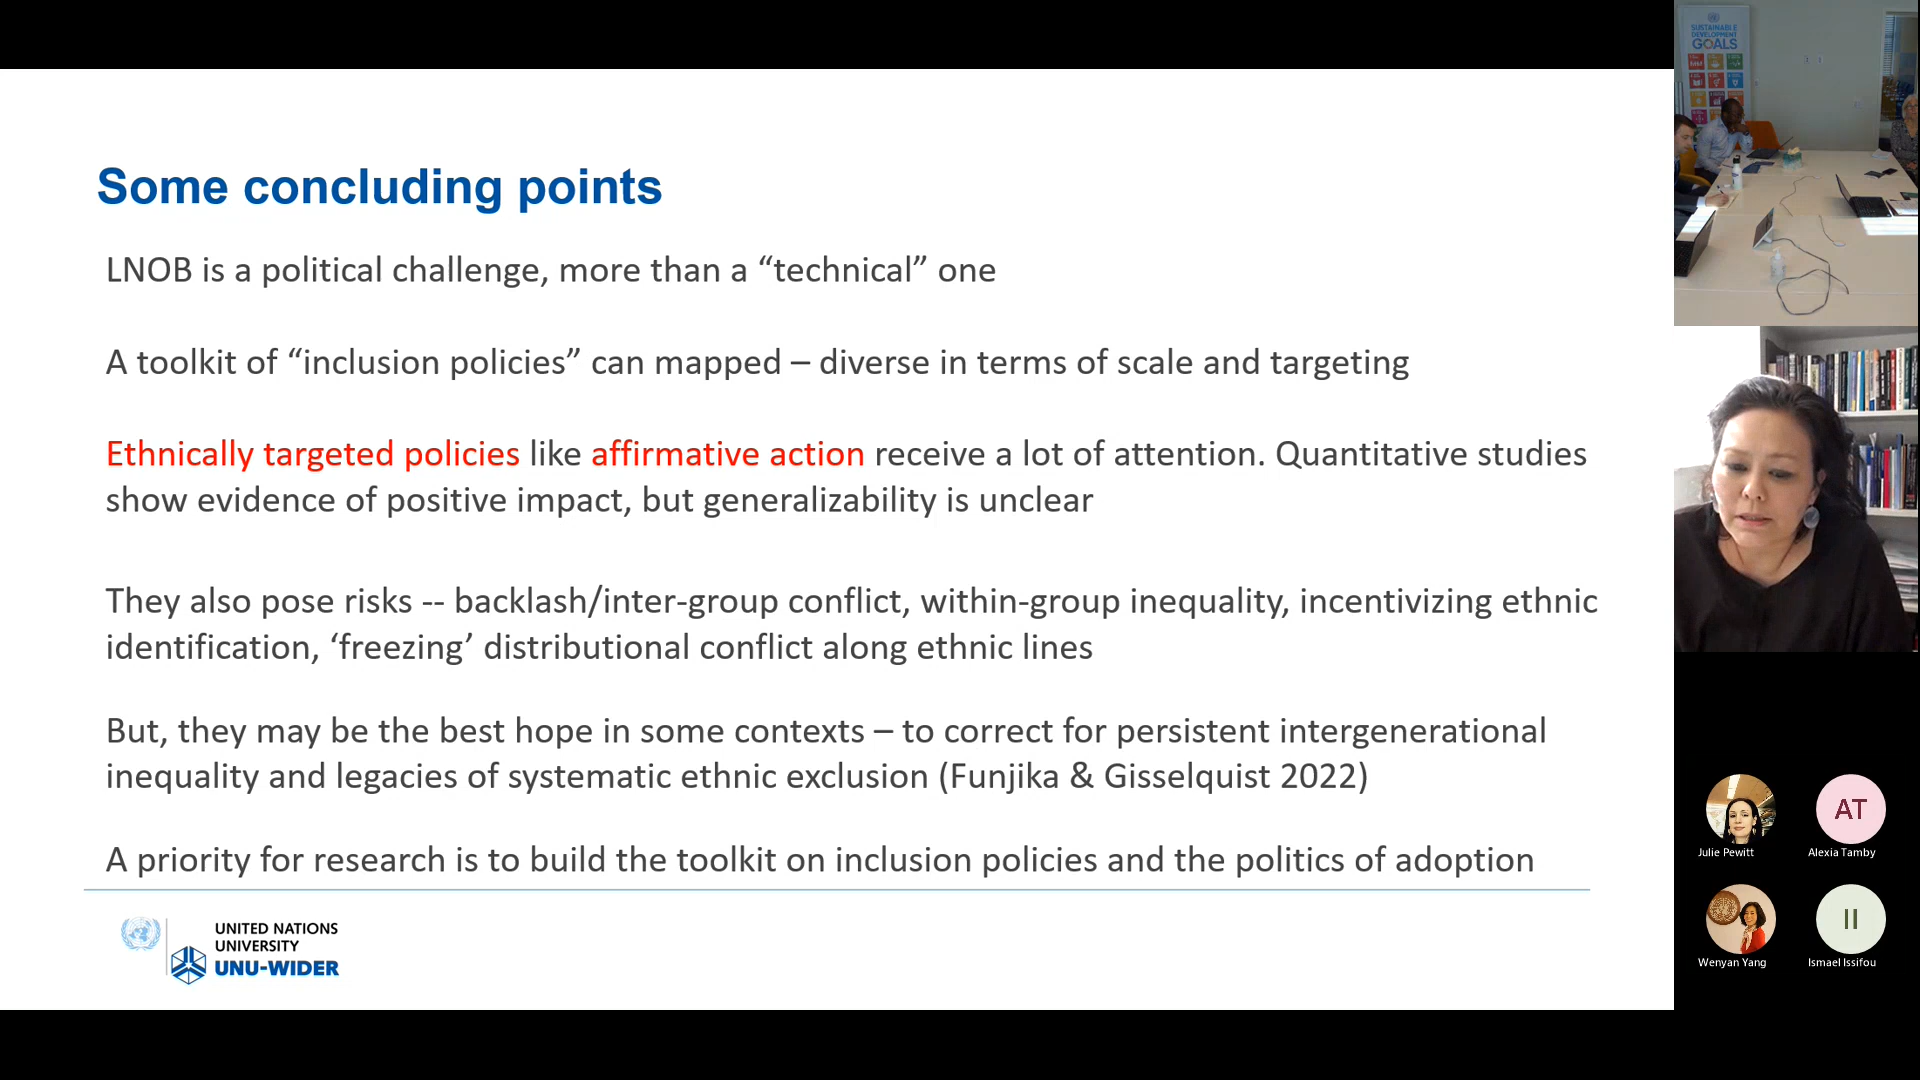 Some concluding points
LNOB is a political challenge, more than a “technical” one
A toolkit of “inclusion policies” can mapped – diverse in terms of scale and targeting
Ethnically targeted policies like affirmative action receive a lot of attention. Quantitative studies
show evidence of positive impact, but generalizability is unclear
They also pose risks -- backlash/inter-group conflict, within-group inequality, incentivizing ethnic
identification, ‘freezing’ distributional conflict along ethnic lines
But, they may be the best hope in some contexts – to correct for persistent intergenerational
inequality and legacies of systematic ethnic exclusion (Funjika & Gisselquist 2022)
A priority for research is to build the toolkit on inclusion policies and the politics of adoption
UNITED NATIONS
UNIVERSITY
UNU-WIDER
SUSTAINABLE
DEVELOPMENT
GOALS
AT
Julie Pewitt
Alexia Tamby
II
Wenyan Yang
Ismael Issifou